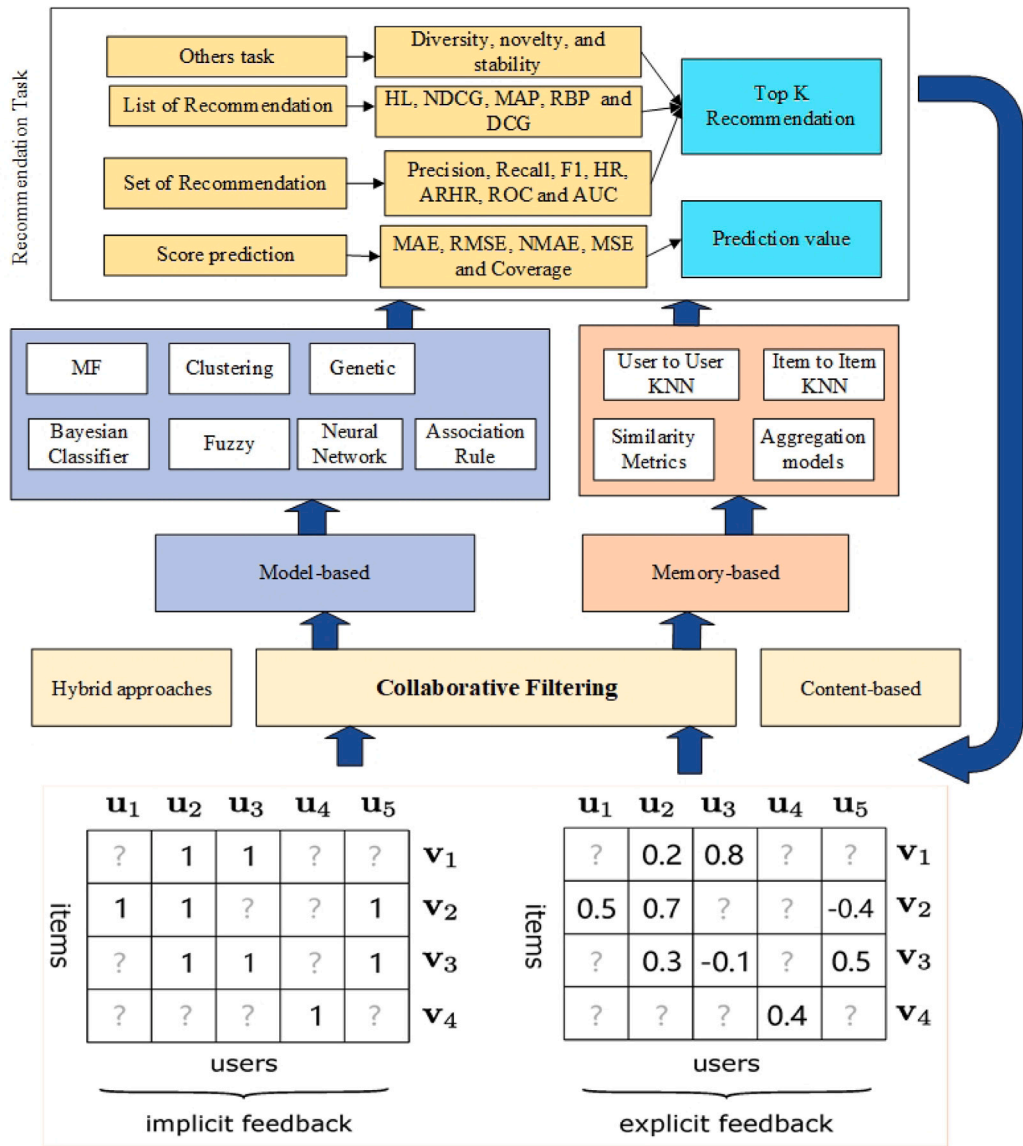 Recommendation Task
Others task
Diversity, novelty, and
stability
List of Recommendation
HL, NDCG, MAP, RBP and
DCG
Top K
Recommendation
Set of Recommendation
Precision, Recall, F1, HR,
ARHR, ROC and AUC
Score prediction
MAE, RMSE, NMAE, MSE
and Coverage
Prediction value
MF
Clustering
Genetic
Bayesian
Classifier
Fuzzy
Neural
Network
Association
Rule
User to User
KNN
Item to Item
KNN
Similarity
Metrics
Aggregation
models
Model-based
Memory-based
Hybrid approaches
Collaborative Filtering
Content-based
u1 u2 u3 u4 u5
? 1 1 ? ? v1
1 1 ? ? 1 v2
? 1 1 ? 1 v3
? ? ? 1 ? v4
items
users
implicit feedback
u1 u2 u3 u4 u5
? 0.2 0.8 ? ? v1
0.5 0.7 ? ? -0.4 v2
? 0.3 -0.1 ? 0.5 v3
? ? ? 0.4 ? v4
items
users
explicit feedback